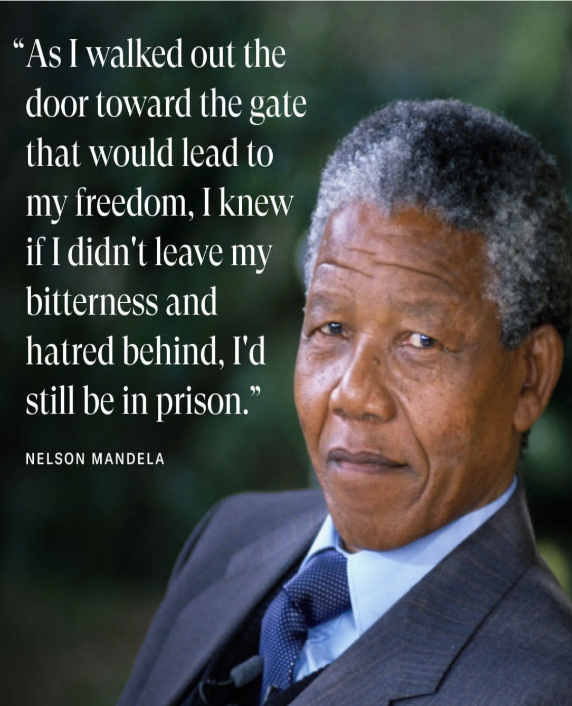 “As I walked out the
door toward the gate
that would lead to
my freedom, I knew
if I didn't leave my
bitterness and
hatred behind, I'd
still be in prison.”
NELSON MANDELA